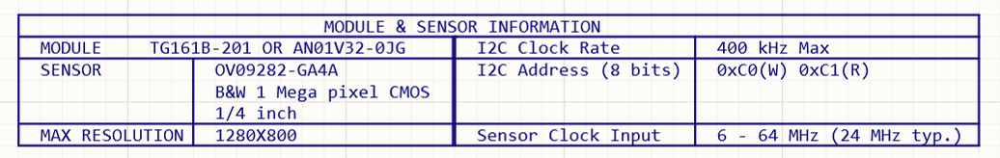 MODULE & SENSOR INFORMATION
MODULE TG161B-201 OR AN01V32-0JG I2C Clock Rate 400 kHz Max
SENSOR OV09282-GA4A I2C Address (8 bits) 0xC0(W) 0xC1(R)
B&W 1 Mega pixel CMOS
1/4 inch
MAX RESOLUTION 1280X800 Sensor Clock Input 6 - 64 MHz (24 MHz typ.)